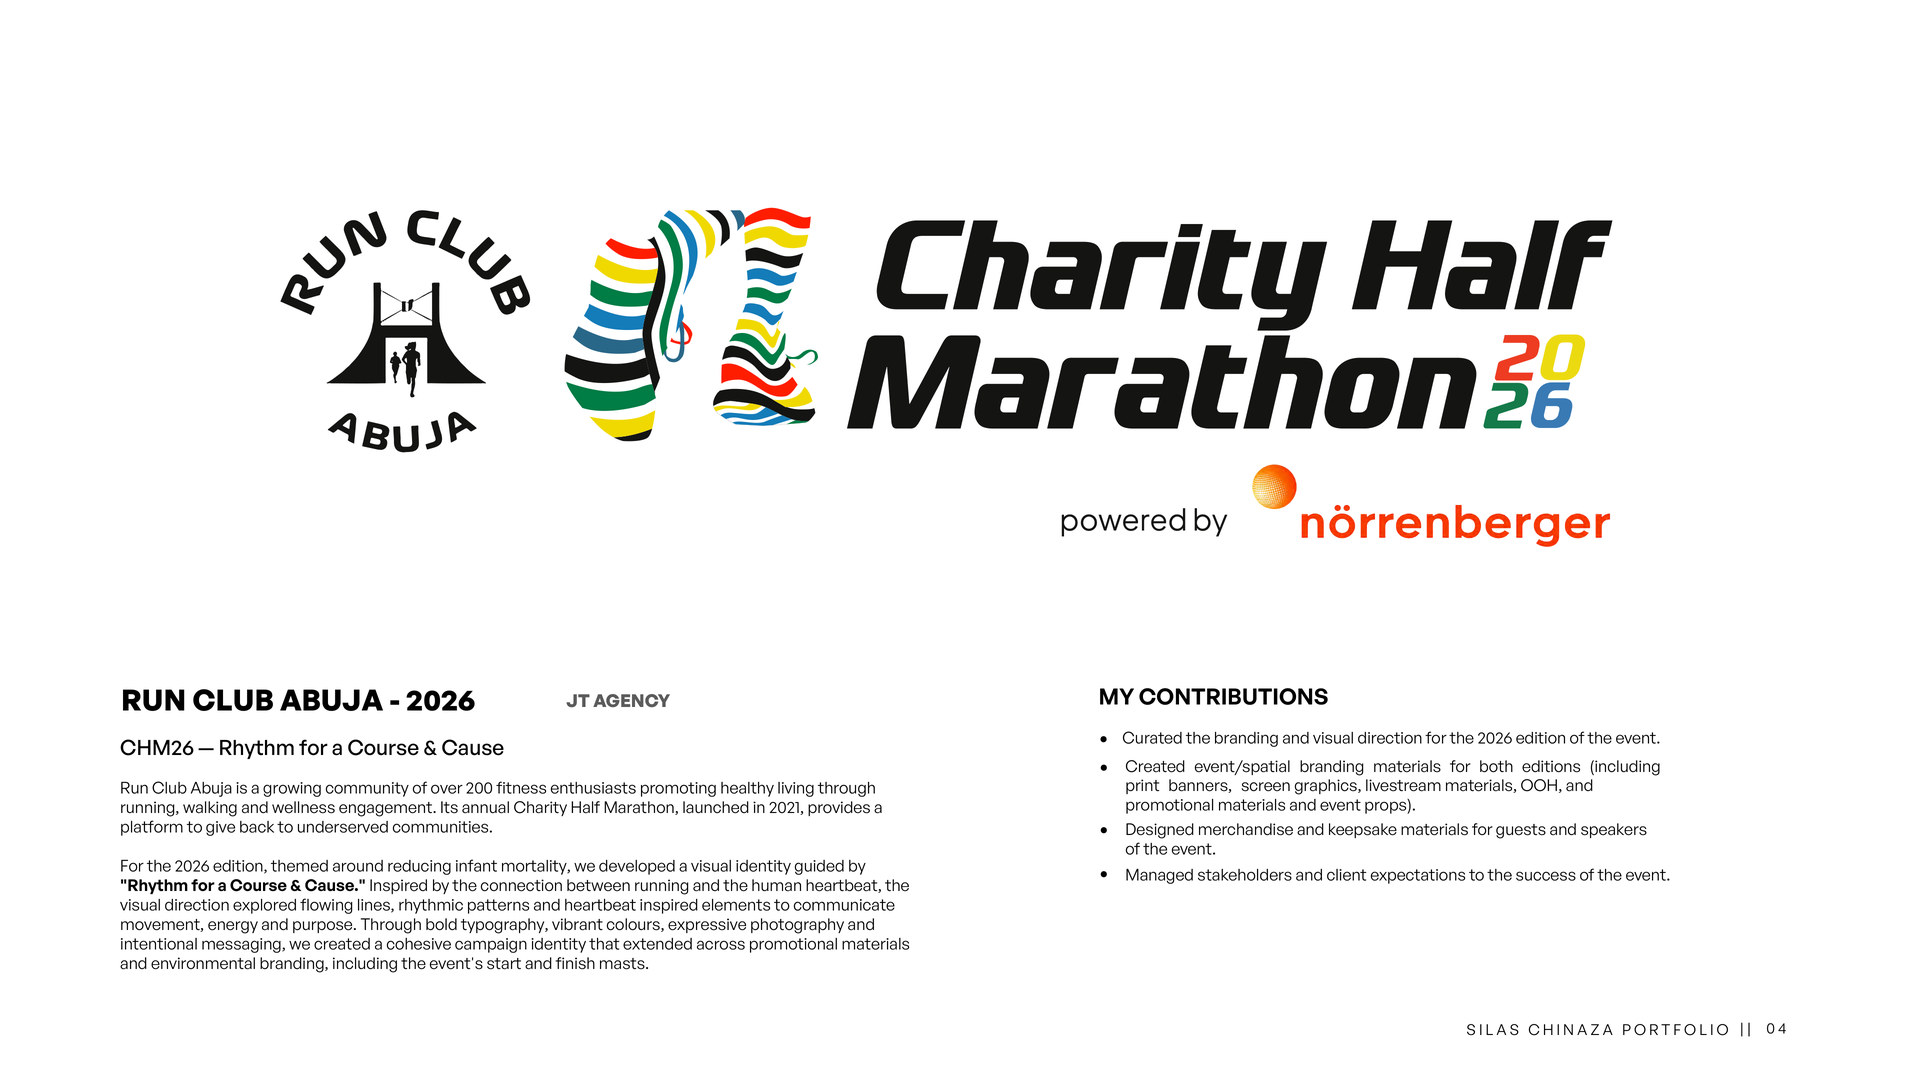 RUN CLUB
ABUJA
Charity Half
Marathon 20
26
powered by nörrenberger
RUN CLUB ABUJA - 2026
JT AGENCY
CHM26 — Rhythm for a Course & Cause
Run Club Abuja is a growing community of over 200 fitness enthusiasts promoting healthy living through
running, walking and wellness engagement. Its annual Charity Half Marathon, launched in 2021, provides a
platform to give back to underserved communities.
For the 2026 edition, themed around reducing infant mortality, we developed a visual identity guided by
"Rhythm for a Course & Cause." Inspired by the connection between running and the human heartbeat, the
visual direction explored flowing lines, rhythmic patterns and heartbeat inspired elements to communicate
movement, energy and purpose. Through bold typography, vibrant colours, expressive photography and
intentional messaging, we created a cohesive campaign identity that extended across promotional materials
and environmental branding, including the event's start and finish masts.
MY CONTRIBUTIONS
• Curated the branding and visual direction for the 2026 edition of the event.
• Created event/spatial branding materials for both editions (including
print banners, screen graphics, livestream materials, OOH, and
promotional materials and event props).
• Designed merchandise and keepsake materials for guests and speakers
of the event.
• Managed stakeholders and client expectations to the success of the event.
SILAS CHINAZA PORTFOLIO || 04